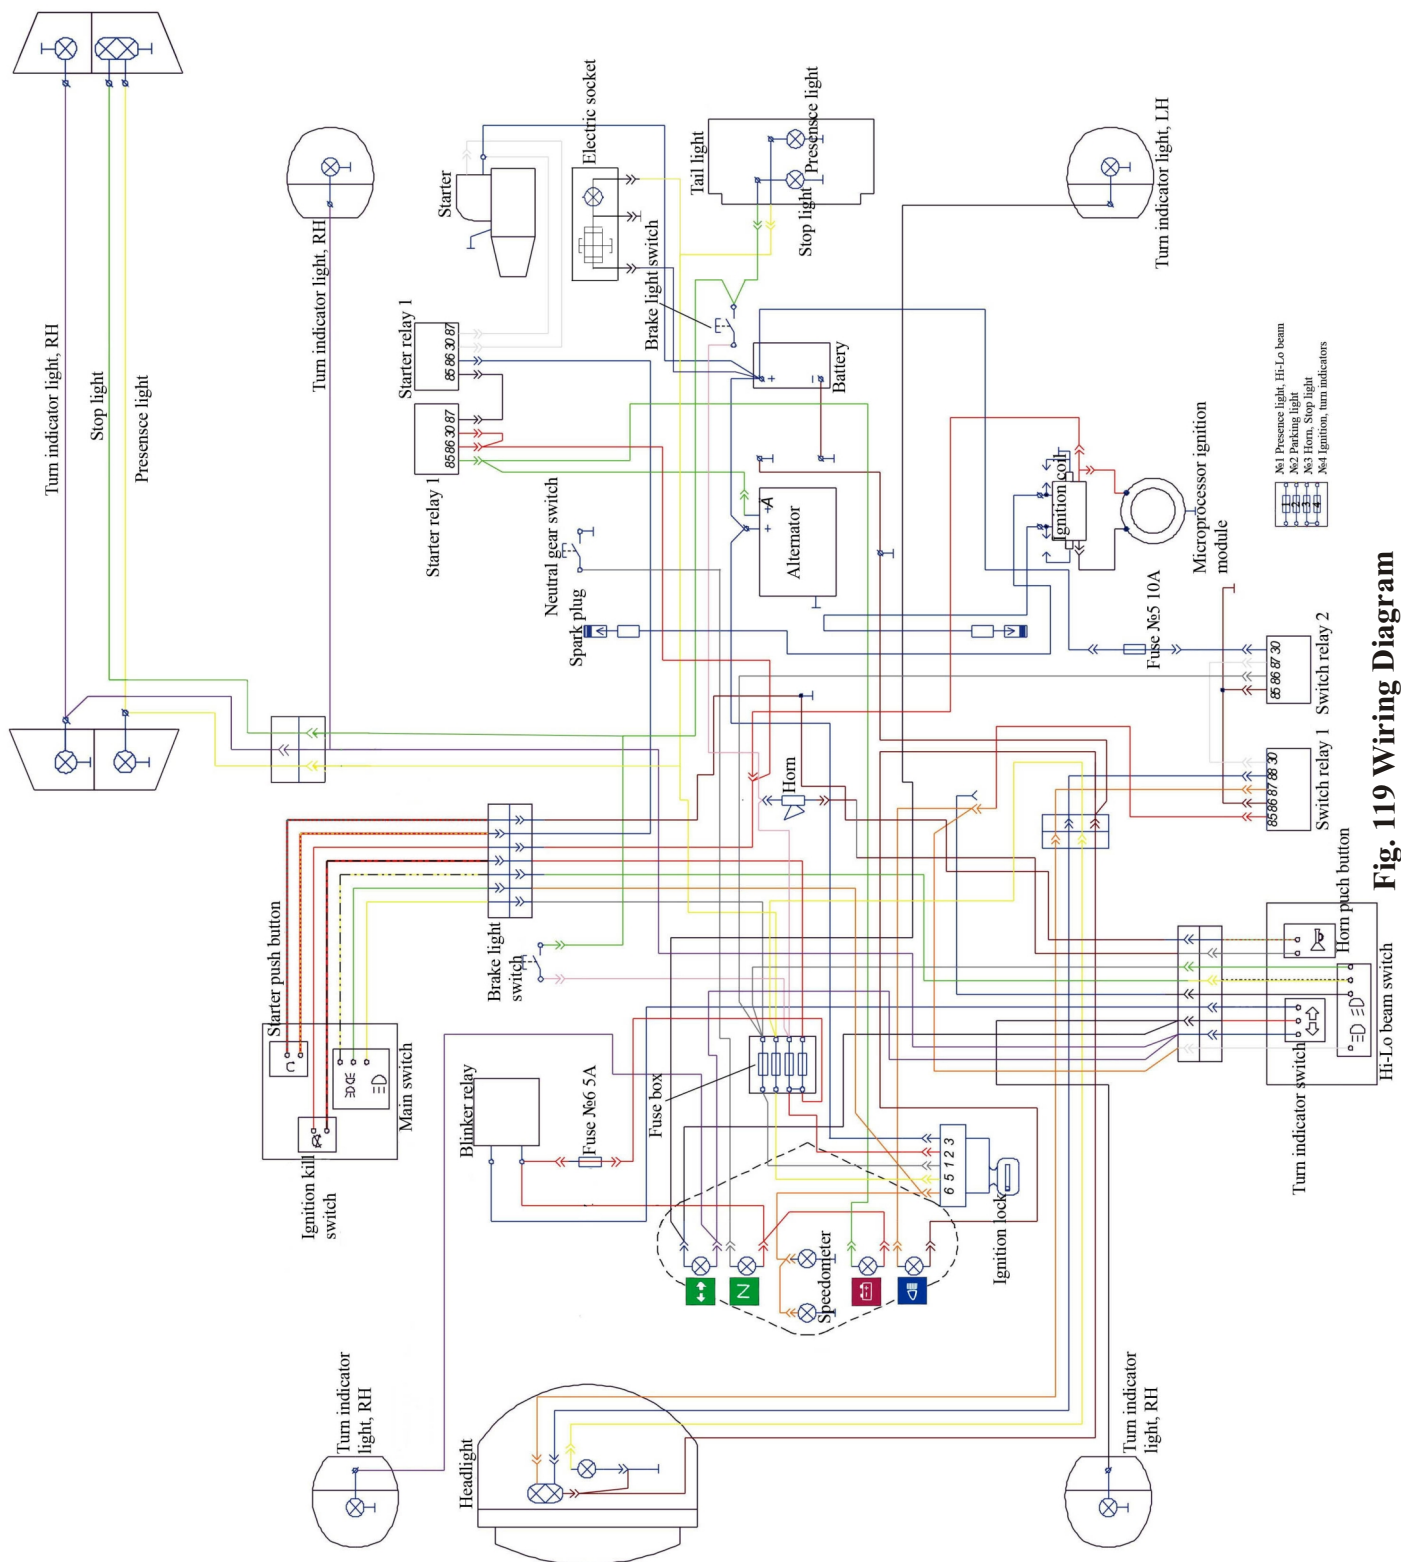 Turn indicator light, RH
Stop light
Presensce light
Turn indicator light, RH
Starter
Starter relay 1
85 86 30 87
Starter relay 1
85 86 30 87
Electric socket
Brake light switch
Tail light
Stop light
Presensce light
Turn indicator light, LH
Battery
+
−
Neutral gear switch
Spark plug
Alternator
+
+A
Ignition coil
Microprocessor ignition
module
№1 Presence light, Hi-Lo beam
№2 Parking light
№3 Horn, Stop light
№4 Ignition, turn indicators
1
2
3
4
Fuse №5 10A
Switch relay 2
85 86 87 30
Switch relay 1
85 86 87 88 30
Horn
Starter push button
Main switch
Ignition kill
switch
Brake light
switch
Blinker relay
Fuse №6 5A
Fuse box
Ignition lock
6 5 1 2 3
Speedometer
N
Horn puch button
Hi-Lo beam switch
Turn indicator switch
Turn indicator
light, RH
Headlight
Turn indicator
light, RH
Fig. 119 Wiring Diagram